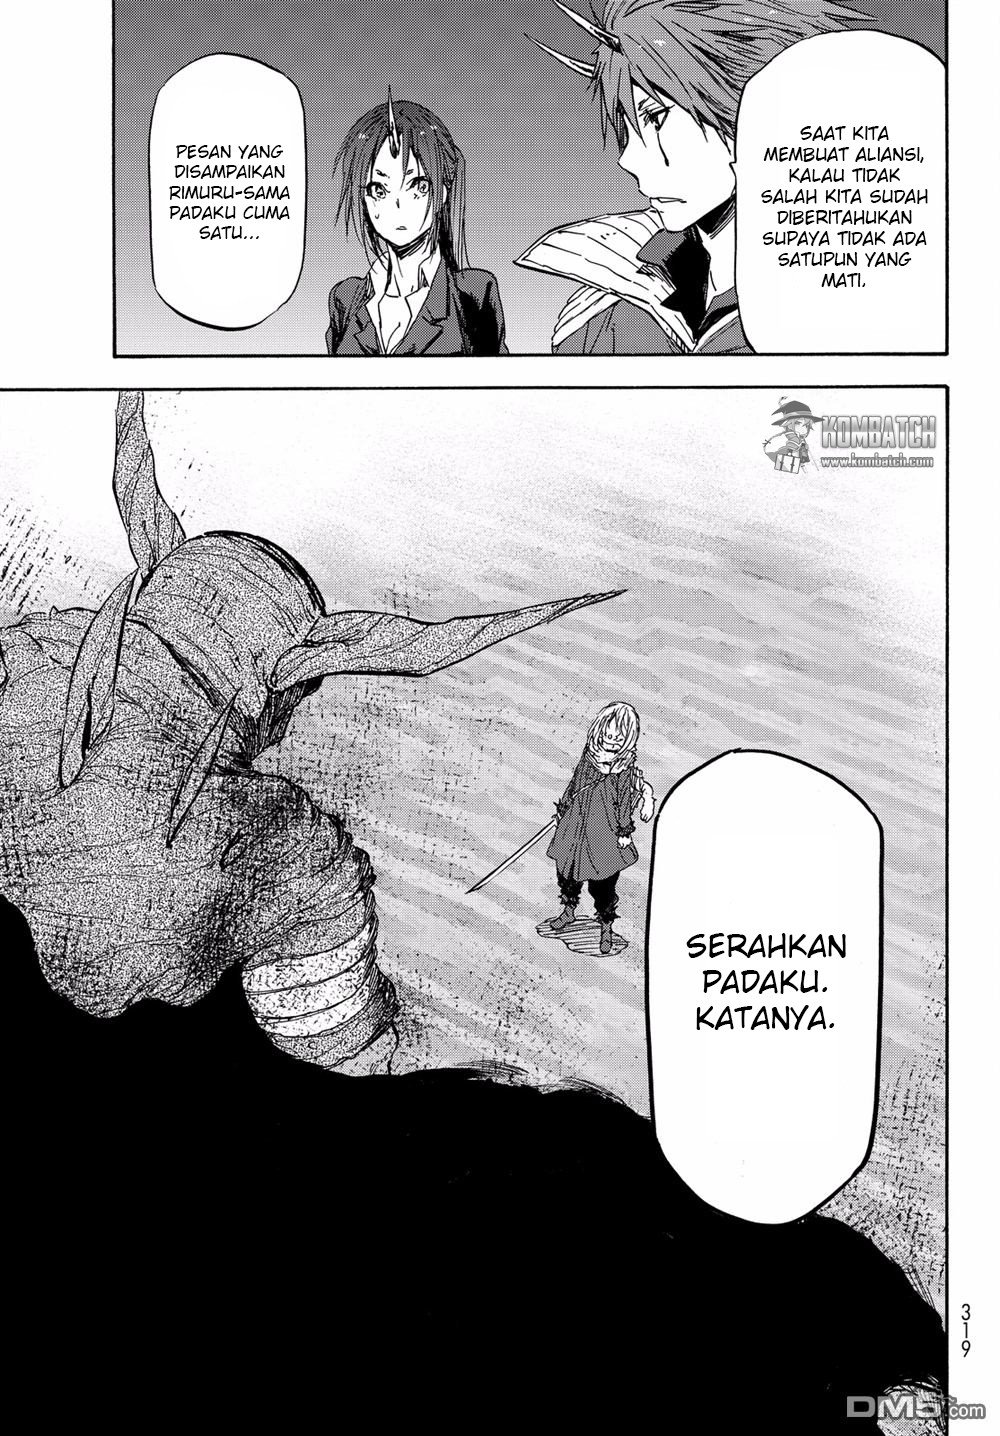 SAAT KITA
MEMBUAT ALIANSI,
KALAU TIDAK
SALAH KITA SUDAH
DIBERITAHUKAN
SUPAYA TIDAK ADA
SATUPUN YANG
MATI.
PESAN YANG
DISAMPAIKAN
RIMURU-SAMA
PADAKU CUMA
SATU...
KOMBATCH
www.kombatch.com
SERAHKAN
PADAKU.
KATANYA.
319
DM5.com